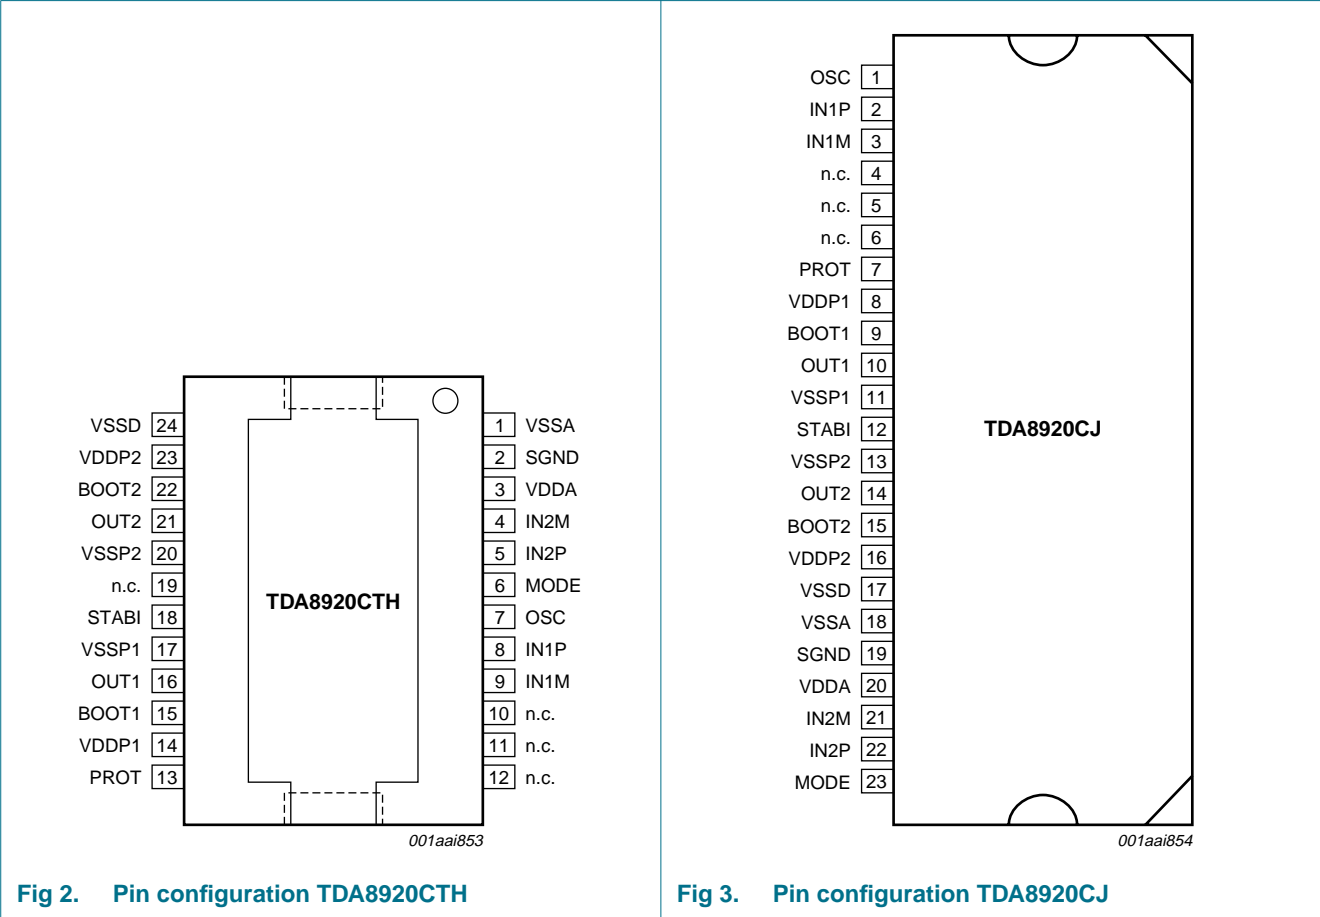 VSSD 24
VDDP2 23
BOOT2 22
OUT2 21
VSSP2 20
n.c. 19
STABI 18
VSSP1 17
OUT1 16
BOOT1 15
VDDP1 14
PROT 13
TDA8920CTH
1 VSSA
2 SGND
3 VDDA
4 IN2M
5 IN2P
6 MODE
7 OSC
8 IN1P
9 IN1M
10 n.c.
11 n.c.
12 n.c.
001aai853
Fig 2. Pin configuration TDA8920CTH
OSC 1
IN1P 2
IN1M 3
n.c. 4
n.c. 5
n.c. 6
PROT 7
VDDP1 8
BOOT1 9
OUT1 10
VSSP1 11
STABI 12
VSSP2 13
OUT2 14
BOOT2 15
VDDP2 16
VSSD 17
VSSA 18
SGND 19
VDDA 20
IN2M 21
IN2P 22
MODE 23
TDA8920CJ
001aai854
Fig 3. Pin configuration TDA8920CJ